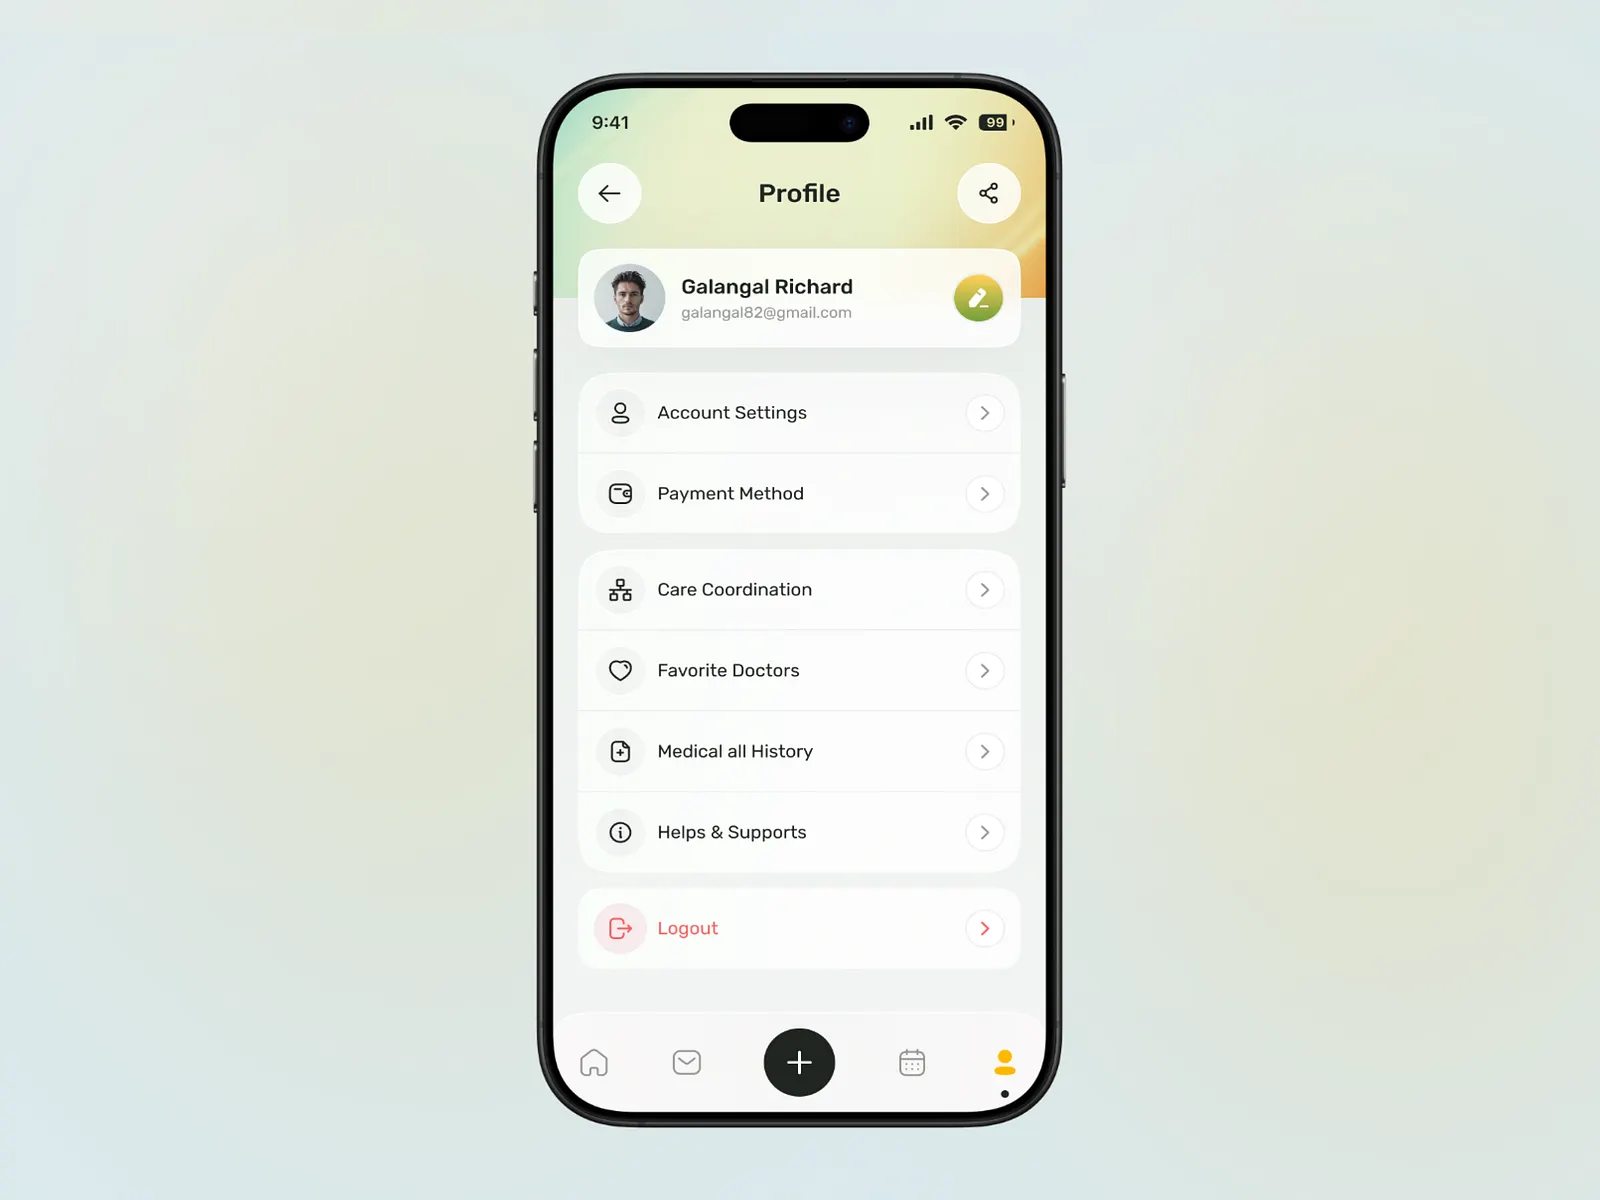 9:41
99
Profile
Galangal Richard
galangal82@gmail.com
Account Settings
Payment Method
Care Coordination
Favorite Doctors
Medical all History
Helps & Supports
Logout